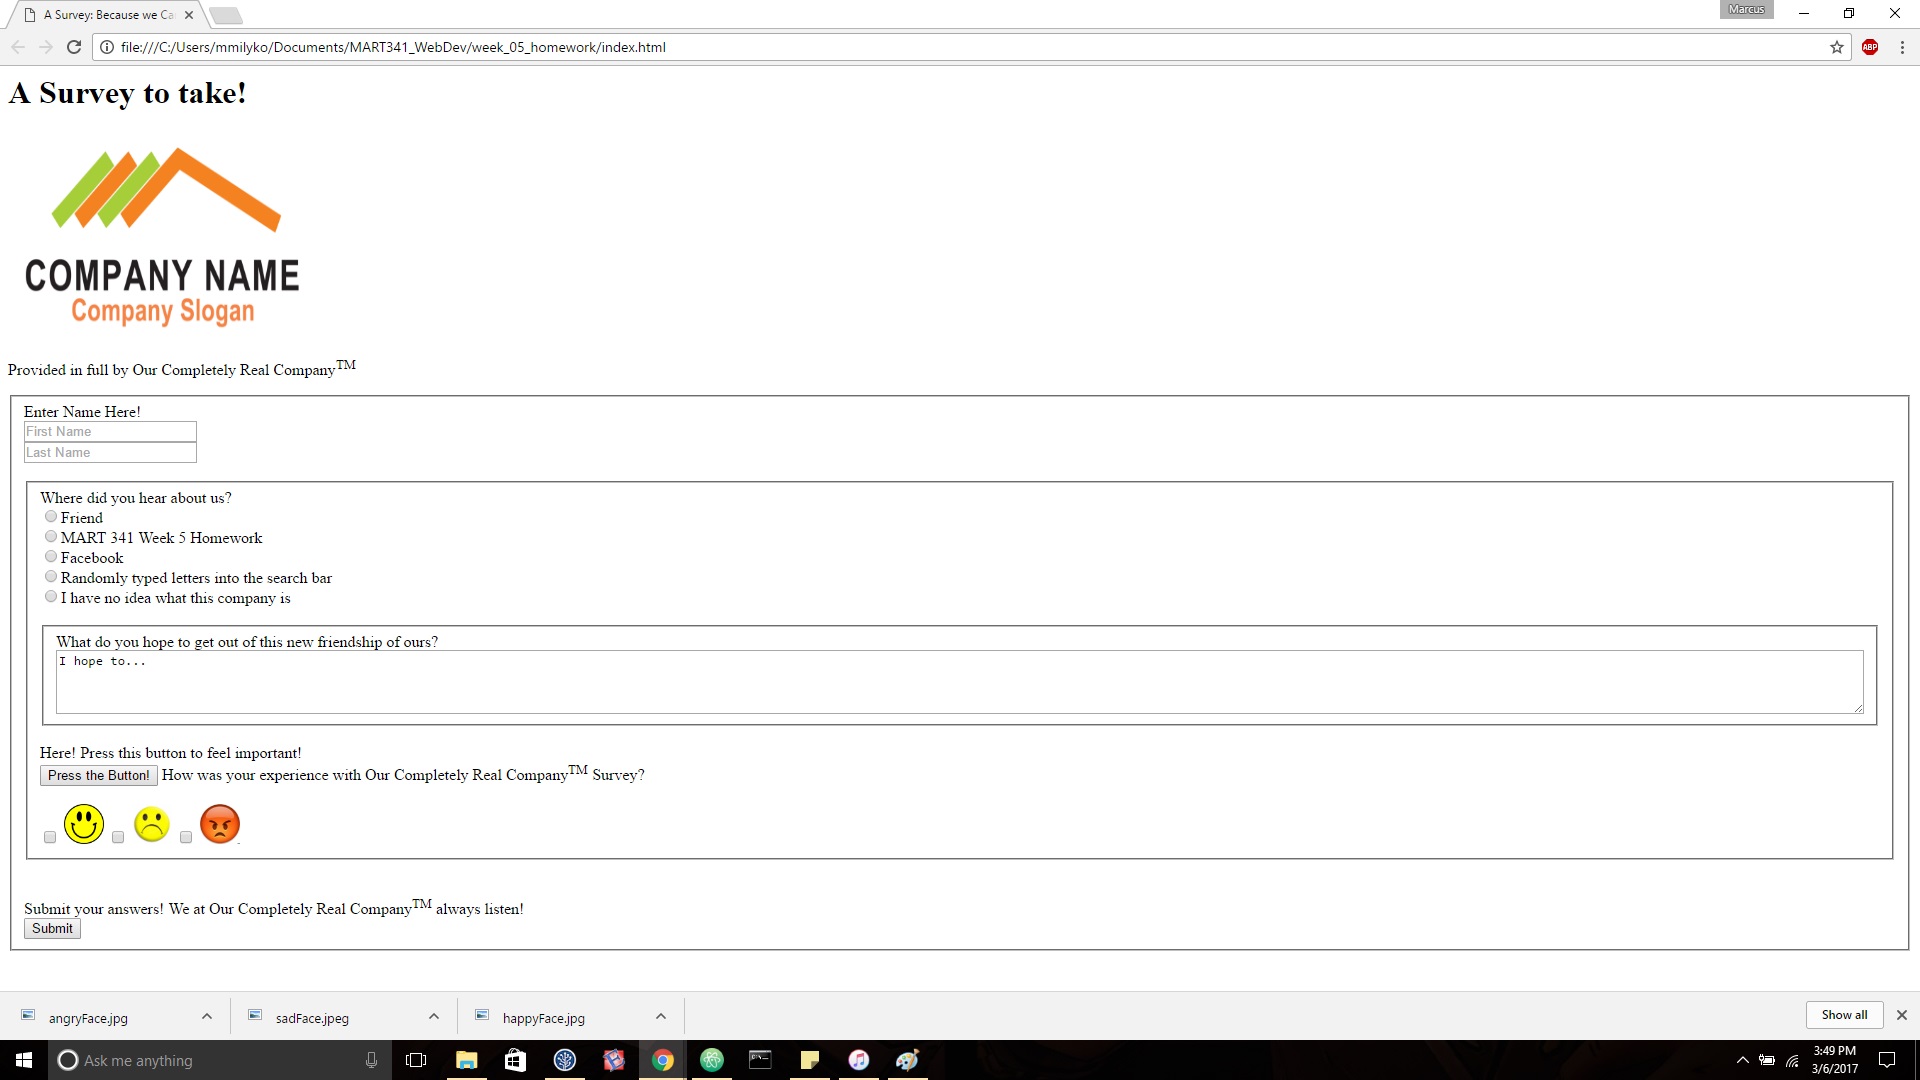 A Survey: Because we Ca
Marcus
file:///C:/Users/mmilyko/Documents/MART341_WebDev/week_05_homework/index.html
ABP
A Survey to take!
COMPANY NAME
Company Slogan
Provided in full by Our Completely Real CompanyTM
Enter Name Here!
First Name
Last Name
Where did you hear about us?
Friend
MART 341 Week 5 Homework
Facebook
Randomly typed letters into the search bar
I have no idea what this company is
What do you hope to get out of this new friendship of ours?
I hope to...
Here! Press this button to feel important!
Press the Button! How was your experience with Our Completely Real CompanyTM Survey?
Submit your answers! We at Our Completely Real CompanyTM always listen!
Submit
angryFace.jpg
sadFace.jpeg
happyFace.jpg
Show all
Ask me anything
3:49 PM
3/6/2017